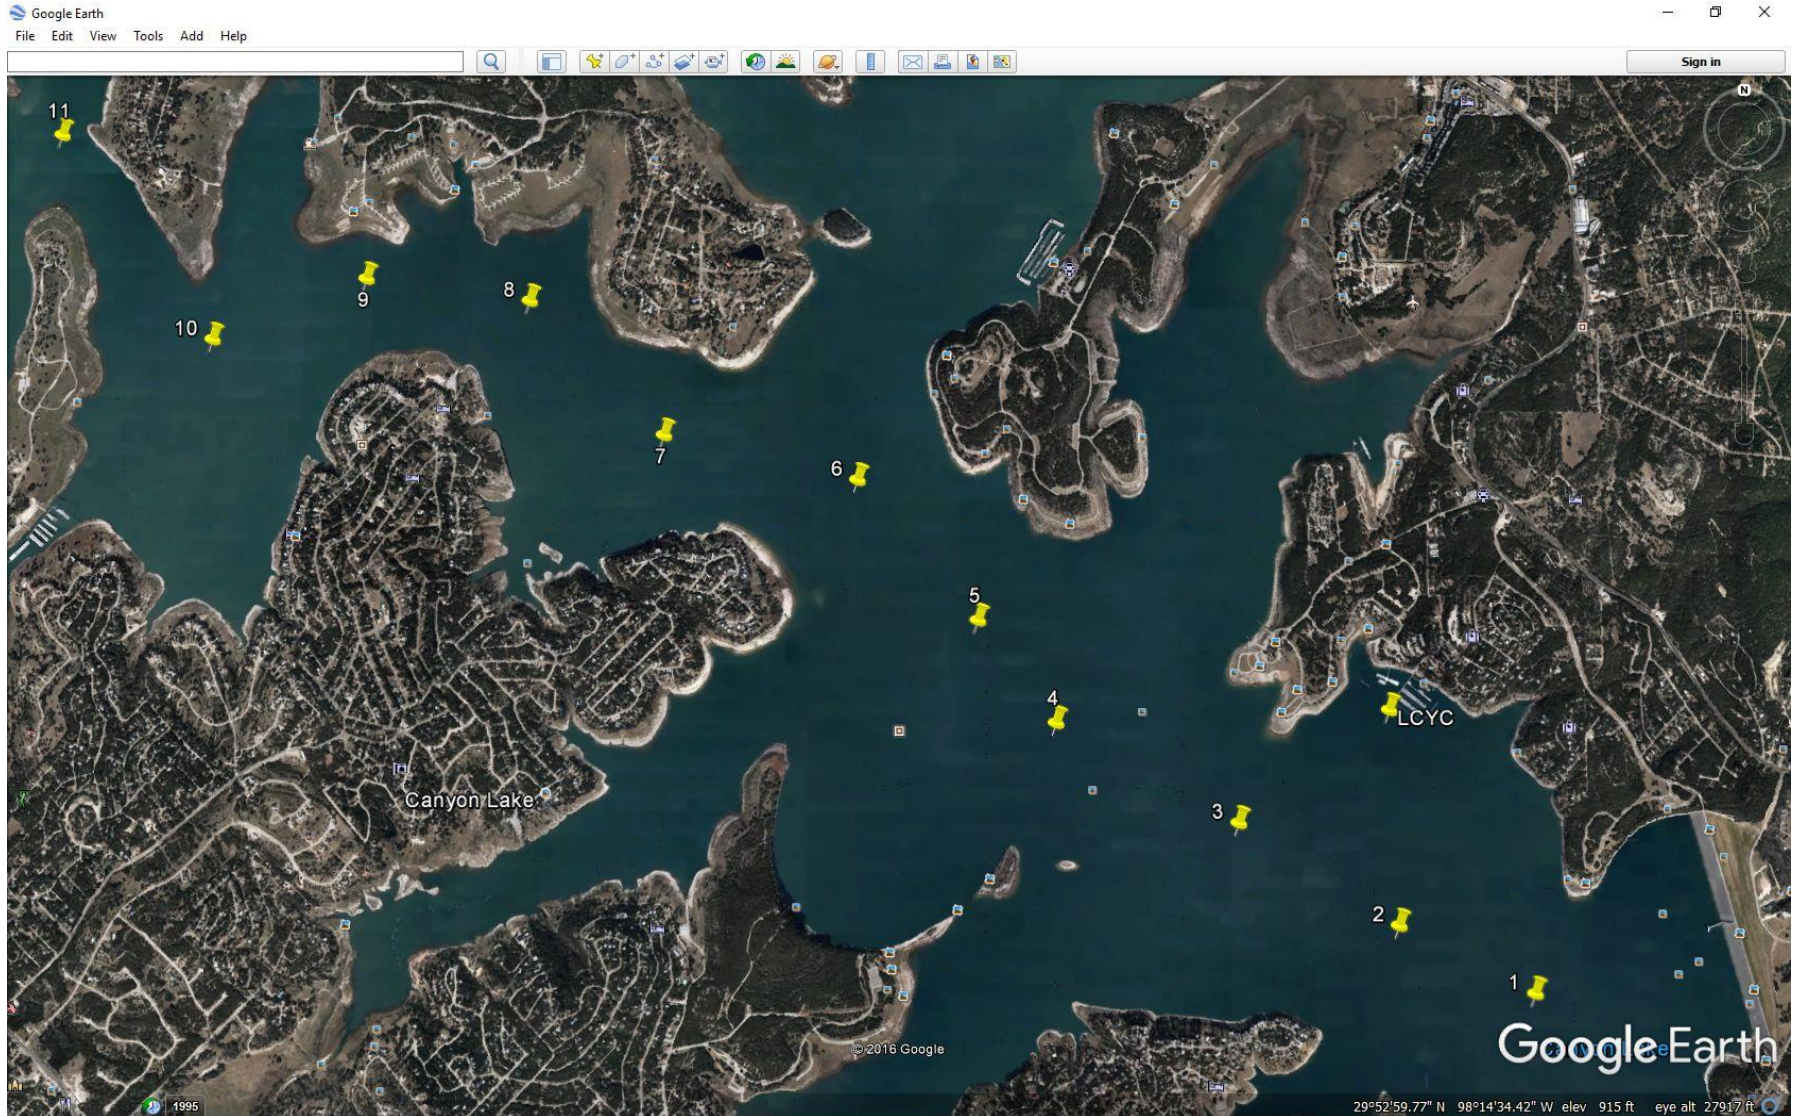 Google Earth
File Edit View Tools Add Help
Sign in
N
11
8
9
10
6
7
5
4
LCYC
Canyon Lake
3
2
1
Google Earth
© 2016 Google
1995
29°52'59.77" N 98°14'34.42" W elev 915 ft eye alt 27917 ft